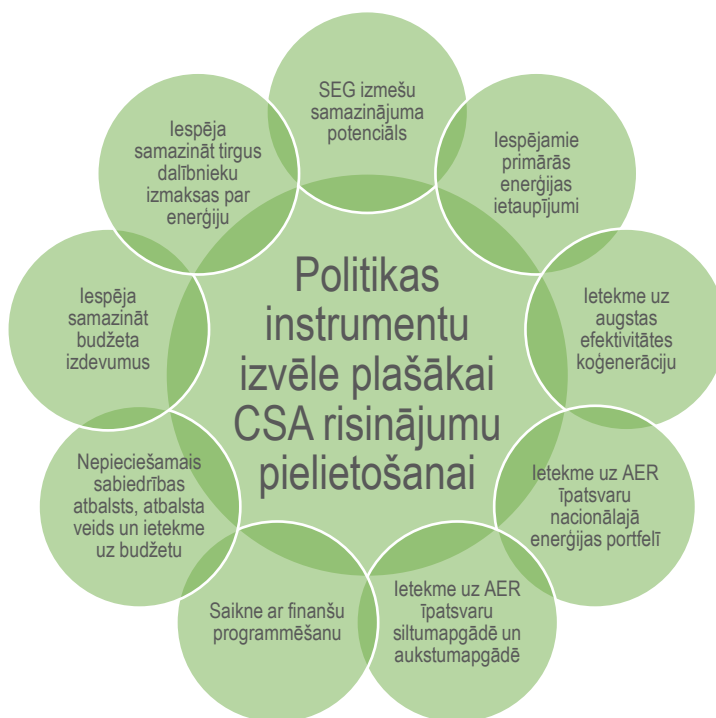 SEG izmešu
samazinājuma
potenciāls
Iespējamie
primārās
enerģijas
ietaupījumi
Ietekme uz
augstas
efektivitātes
koģenerāciju
Ietekme uz AER
īpatsvaru
nacionālajā
enerģijas portfelī
Ietekme uz AER
īpatsvaru
siltumapgādē un
aukstumapgādē
Saikne ar finanšu
programmēšanu
Nepieciešamais
sabiedrības
atbalsts, atbalsta
veids un ietekme
uz budžetu
Iespēja
samazināt
budžeta
izdevumus
Iespēja
samazināt tirgus
dalībnieku
izmaksas par
enerģiju
Politikas
instrumentu
izvēle plašākai
CSA risinājumu
pielietošanai